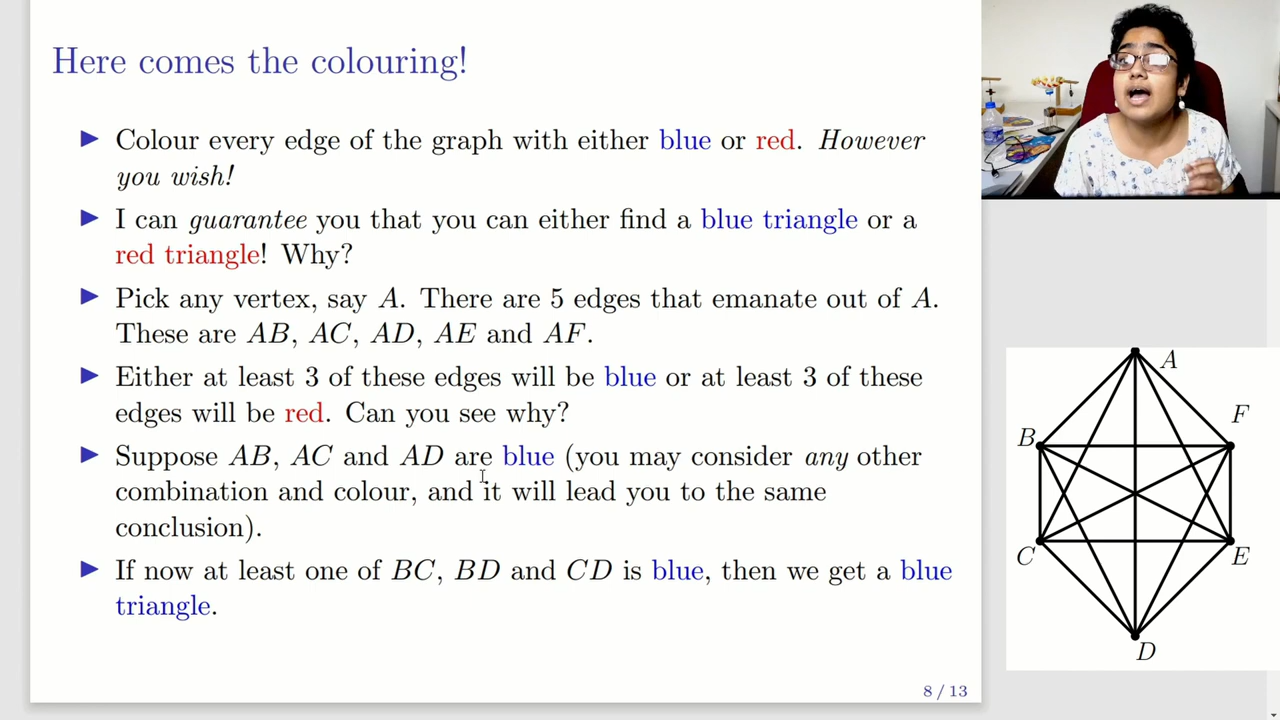 Here comes the colouring!
Colour every edge of the graph with either blue or red. However
you wish!
I can guarantee you that you can either find a blue triangle or a
red triangle! Why?
Pick any vertex, say A. There are 5 edges that emanate out of A.
These are AB, AC, AD, AE and AF.
Either at least 3 of these edges will be blue or at least 3 of these
edges will be red. Can you see why?
Suppose AB, AC and AD are blue (you may consider any other
combination and colour, and it will lead you to the same
conclusion).
If now at least one of BC, BD and CD is blue, then we get a blue
triangle.
8 / 13
A
F
B
C
E
D